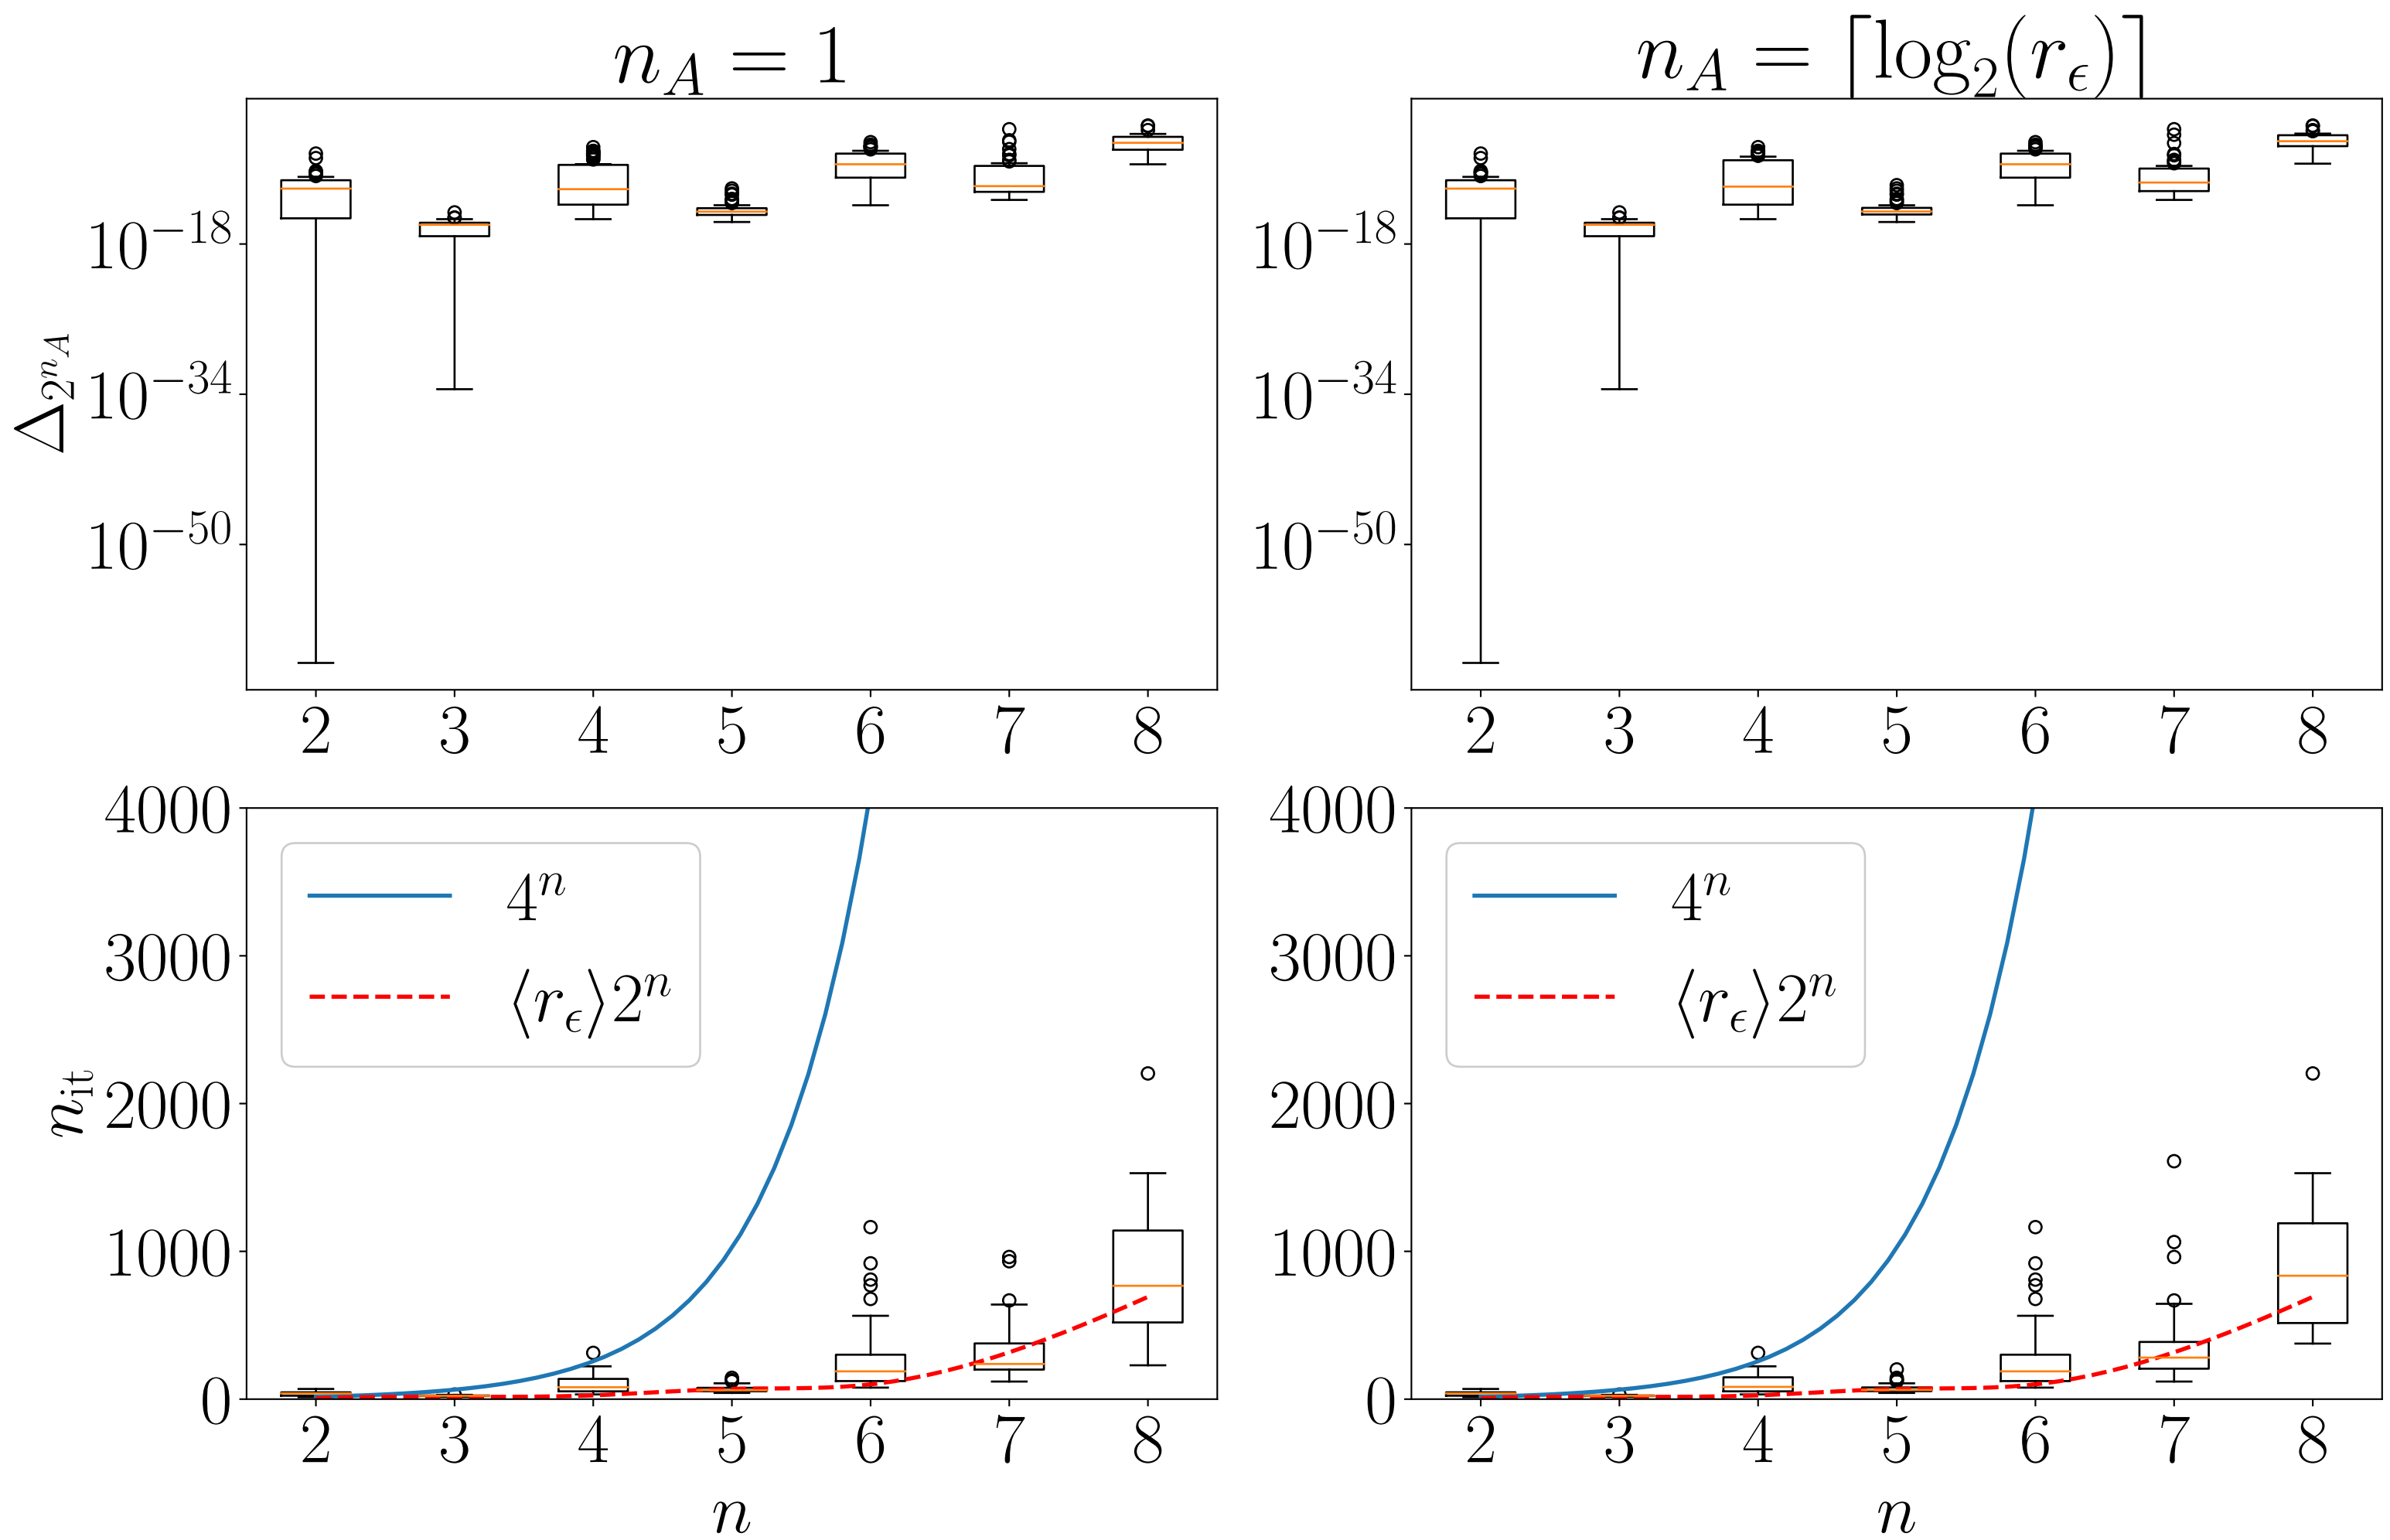 n_A = 1
n_A = ⌈log_2(r_ϵ)⌉
Δ_{2^{n_A}}
10^{−18}
10^{−34}
10^{−50}
2 3 4 5 6 7 8
10^{−18}
10^{−34}
10^{−50}
2 3 4 5 6 7 8
n_{it}
4000
3000
2000
1000
0
4^n
⟨r_ϵ⟩2^n
2 3 4 5 6 7 8
n
4000
3000
2000
1000
0
4^n
⟨r_ϵ⟩2^n
2 3 4 5 6 7 8
n